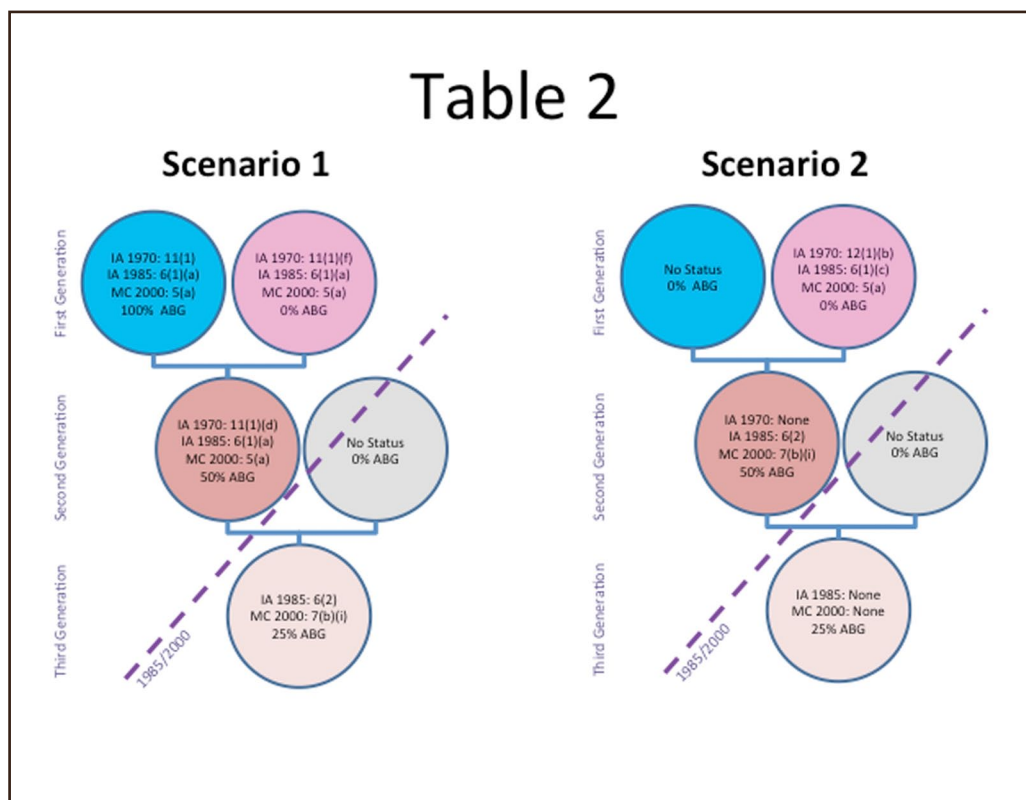 Table 2
Scenario 1
First Generation
IA 1970: 11(1)
IA 1985: 6(1)(a)
MC 2000: 5(a)
100% ABG
IA 1970: 11(1)(f)
IA 1985: 6(1)(a)
MC 2000: 5(a)
0% ABG
Second Generation
IA 1970: 11(1)(d)
IA 1985: 6(1)(a)
MC 2000: 5(a)
50% ABG
No Status
0% ABG
Third Generation
IA 1985: 6(2)
MC 2000: 7(b)(i)
25% ABG
1985/2000
Scenario 2
First Generation
No Status
0% ABG
IA 1970: 12(1)(b)
IA 1985: 6(1)(c)
MC 2000: 5(a)
0% ABG
Second Generation
IA 1970: None
IA 1985: 6(2)
MC 2000: 7(b)(i)
50% ABG
No Status
0% ABG
Third Generation
IA 1985: None
MC 2000: None
25% ABG
1985/2000